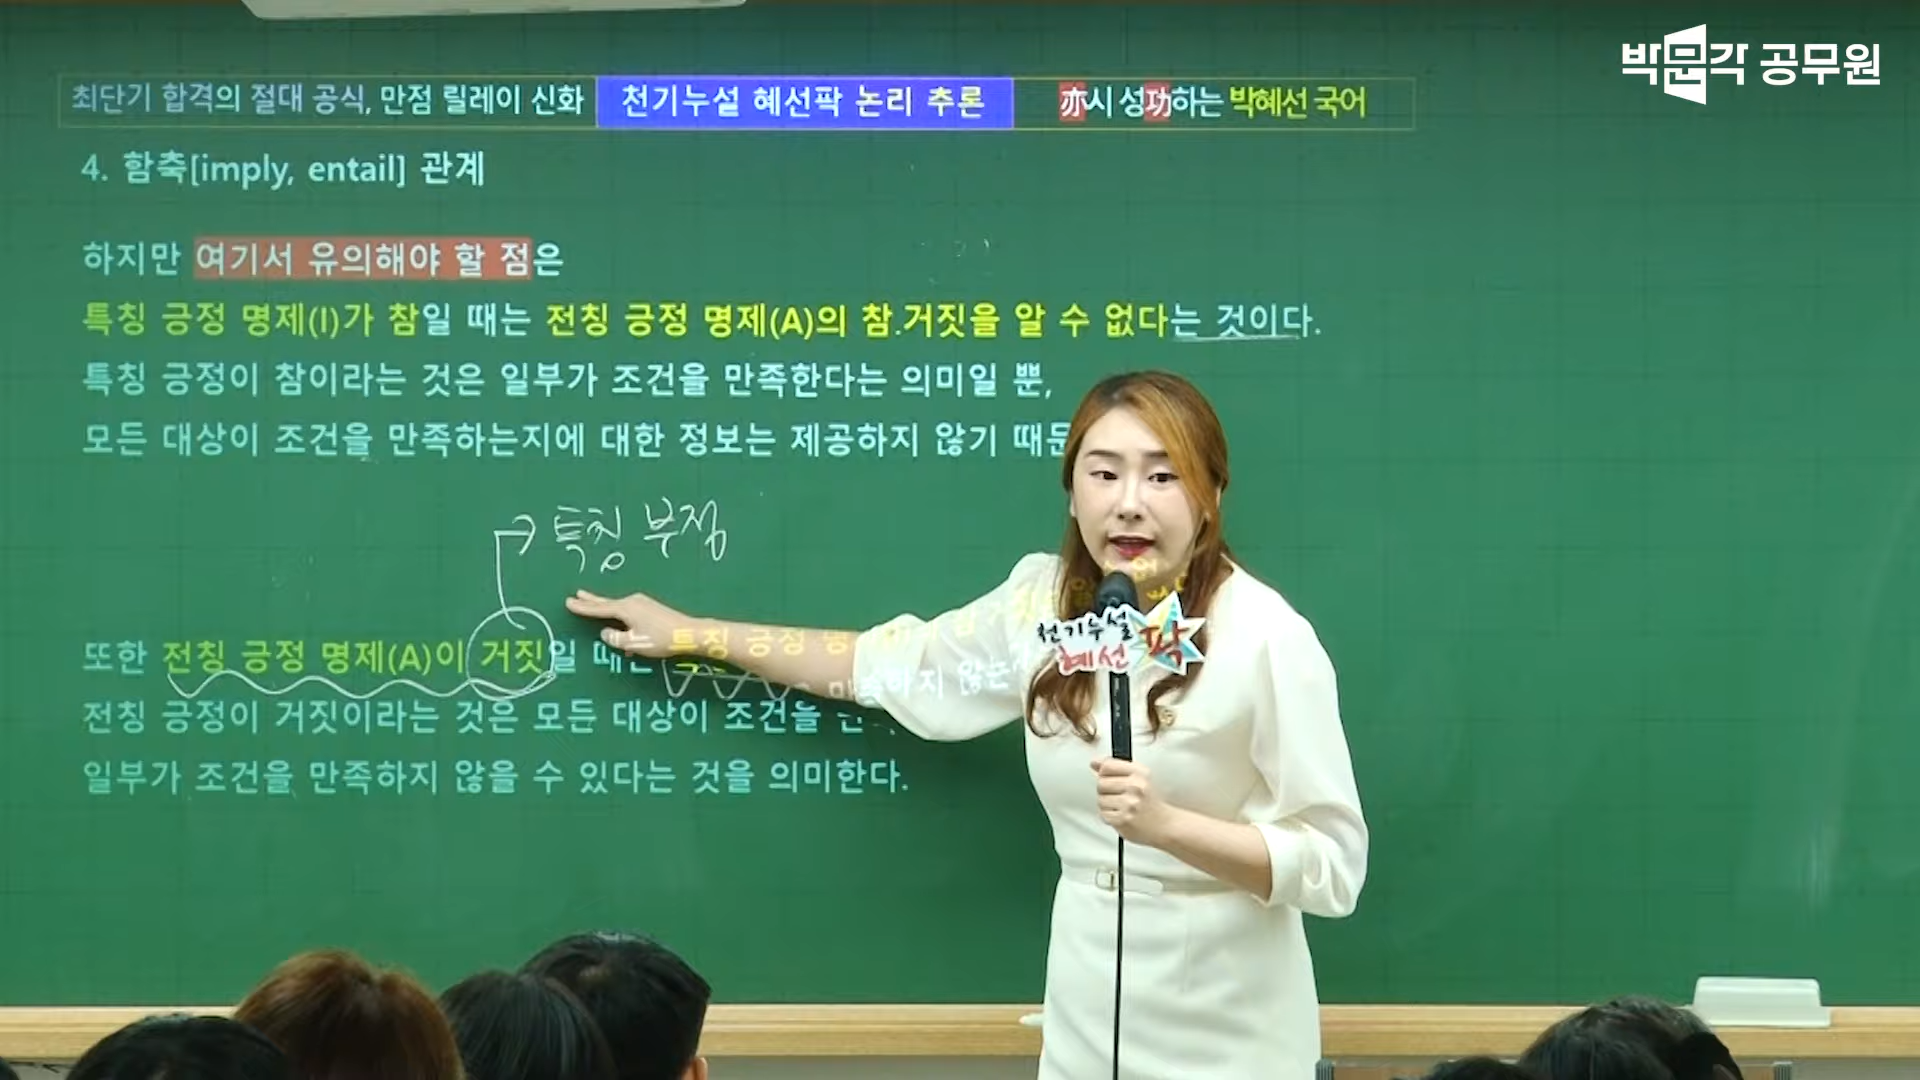 박문각 공무원
최단기 합격의 절대 공식, 만점 릴레이 신화 천기누설 혜선팍 논리 추론 亦시 성功하는 박혜선 국어
4. 함축[imply, entail] 관계
하지만 여기서 유의해야 할 점은
특칭 긍정 명제(I)가 참일 때는 전칭 긍정 명제(A)의 참.거짓을 알 수 없다는 것이다.
특칭 긍정이 참이라는 것은 일부가 조건을 만족한다는 의미일 뿐,
모든 대상이 조건을 만족하는지에 대한 정보는 제공하지 않기
특칭 부정
또한 전칭 긍정 명제(A)이 거짓일 때는 특칭 긍정
전칭 긍정이 거짓이라는 것은 모든 대상이 조건을 만족하지 않는
일부가 조건을 만족하지 않을 수 있다는 것을 의미한다.
천기누설
혜선팍